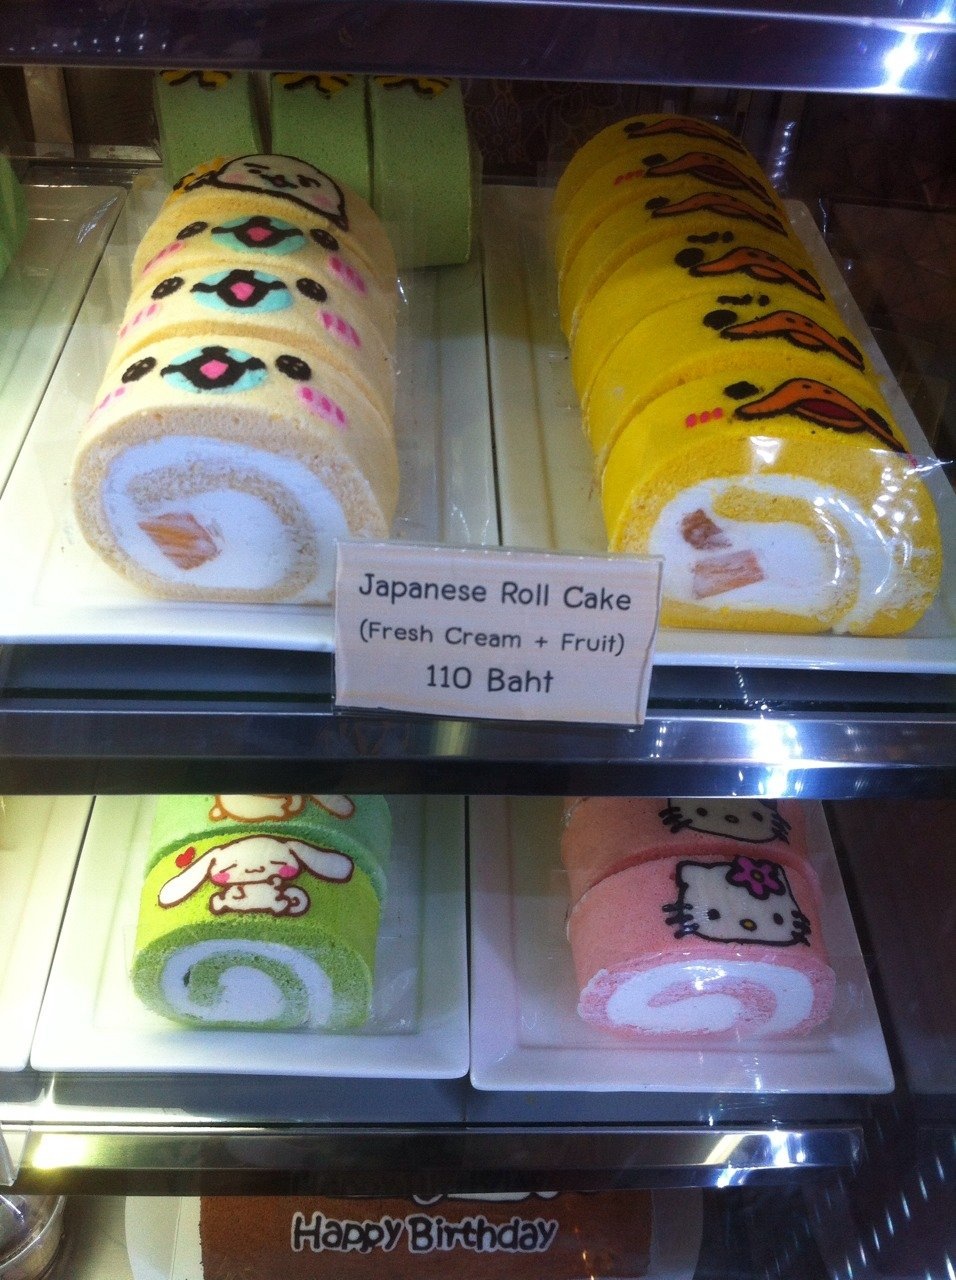 Japanese Roll Cake
(Fresh Cream + Fruit)
110 Baht
Happy Birthday